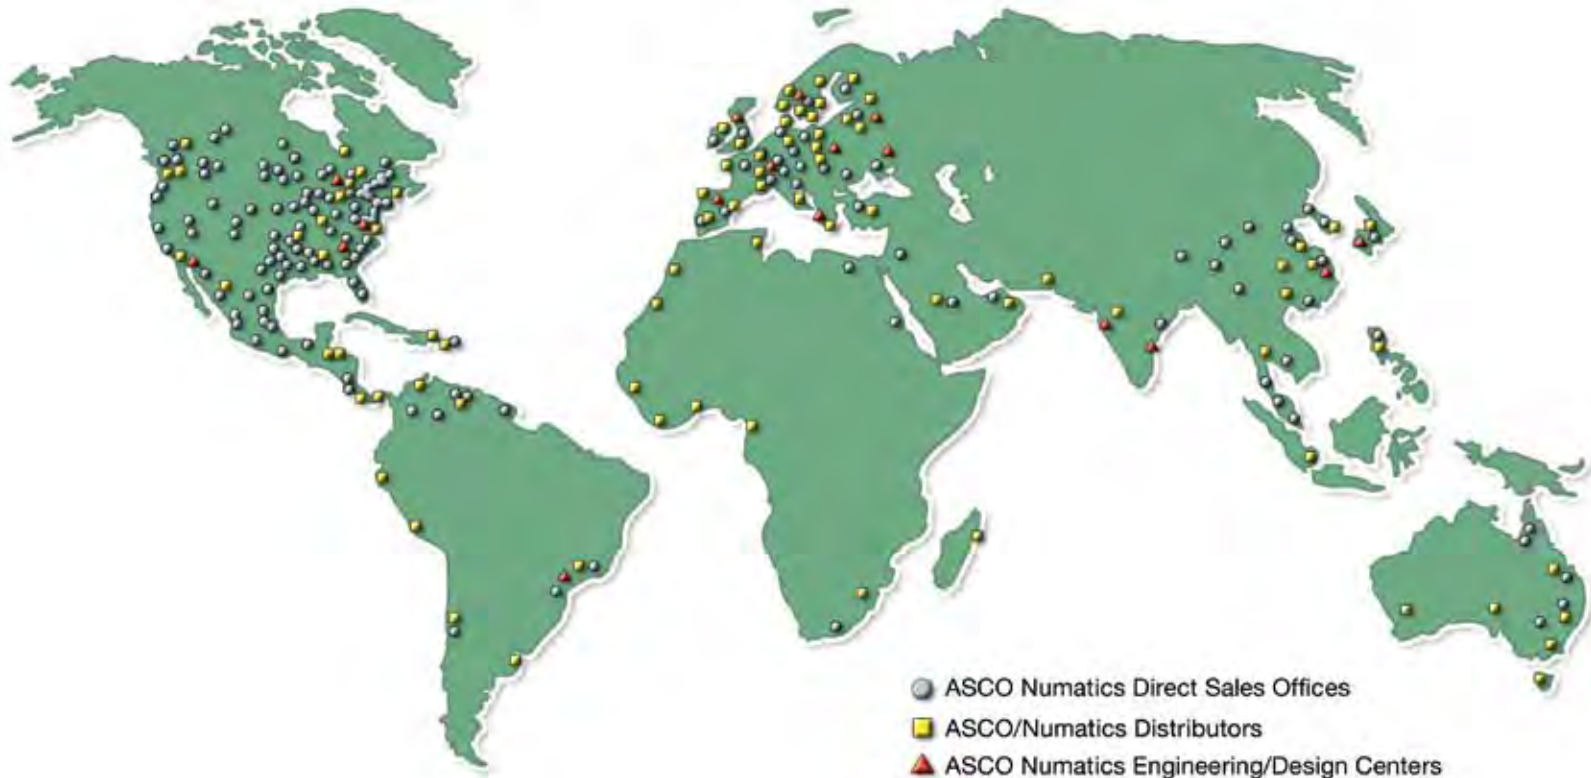 ASCO Numatics Direct Sales Offices
ASCO/Numatics Distributors
ASCO Numatics Engineering/Design Centers